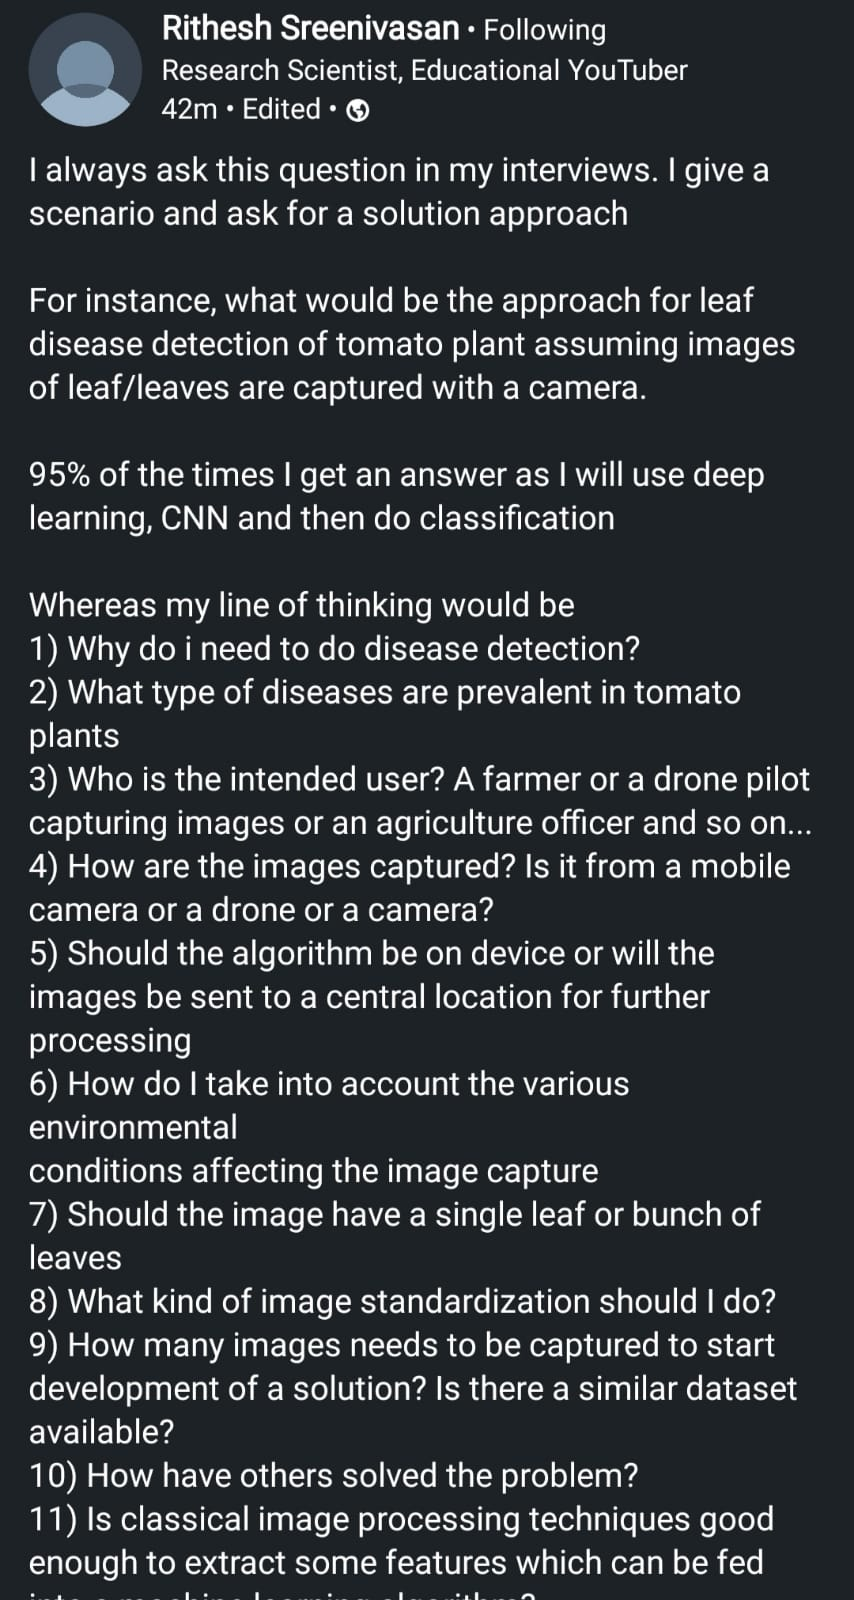 Rithesh Sreenivasan • Following
Research Scientist, Educational YouTuber
42m • Edited •
I always ask this question in my interviews. I give a
scenario and ask for a solution approach
For instance, what would be the approach for leaf
disease detection of tomato plant assuming images
of leaf/leaves are captured with a camera.
95% of the times I get an answer as I will use deep
learning, CNN and then do classification
Whereas my line of thinking would be
1) Why do i need to do disease detection?
2) What type of diseases are prevalent in tomato
plants
3) Who is the intended user? A farmer or a drone pilot
capturing images or an agriculture officer and so on...
4) How are the images captured? Is it from a mobile
camera or a drone or a camera?
5) Should the algorithm be on device or will the
images be sent to a central location for further
processing
6) How do I take into account the various
environmental
conditions affecting the image capture
7) Should the image have a single leaf or bunch of
leaves
8) What kind of image standardization should I do?
9) How many images needs to be captured to start
development of a solution? Is there a similar dataset
available?
10) How have others solved the problem?
11) Is classical image processing techniques good
enough to extract some features which can be fed
into a machine learning algorithm?